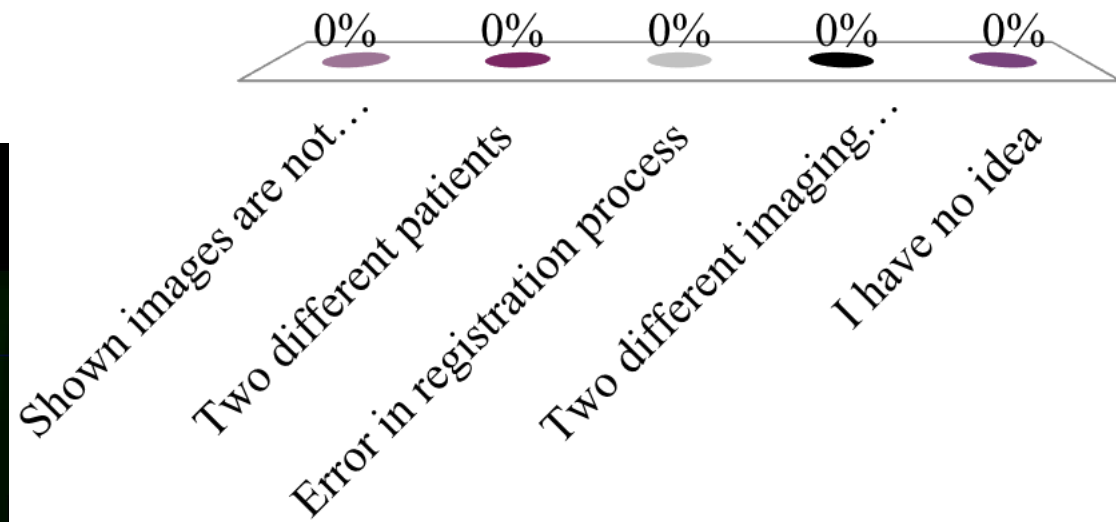 0% 0% 0% 0% 0%
Shown images are not…
Two different patients
Error in registration process
Two different imaging…
I have no idea